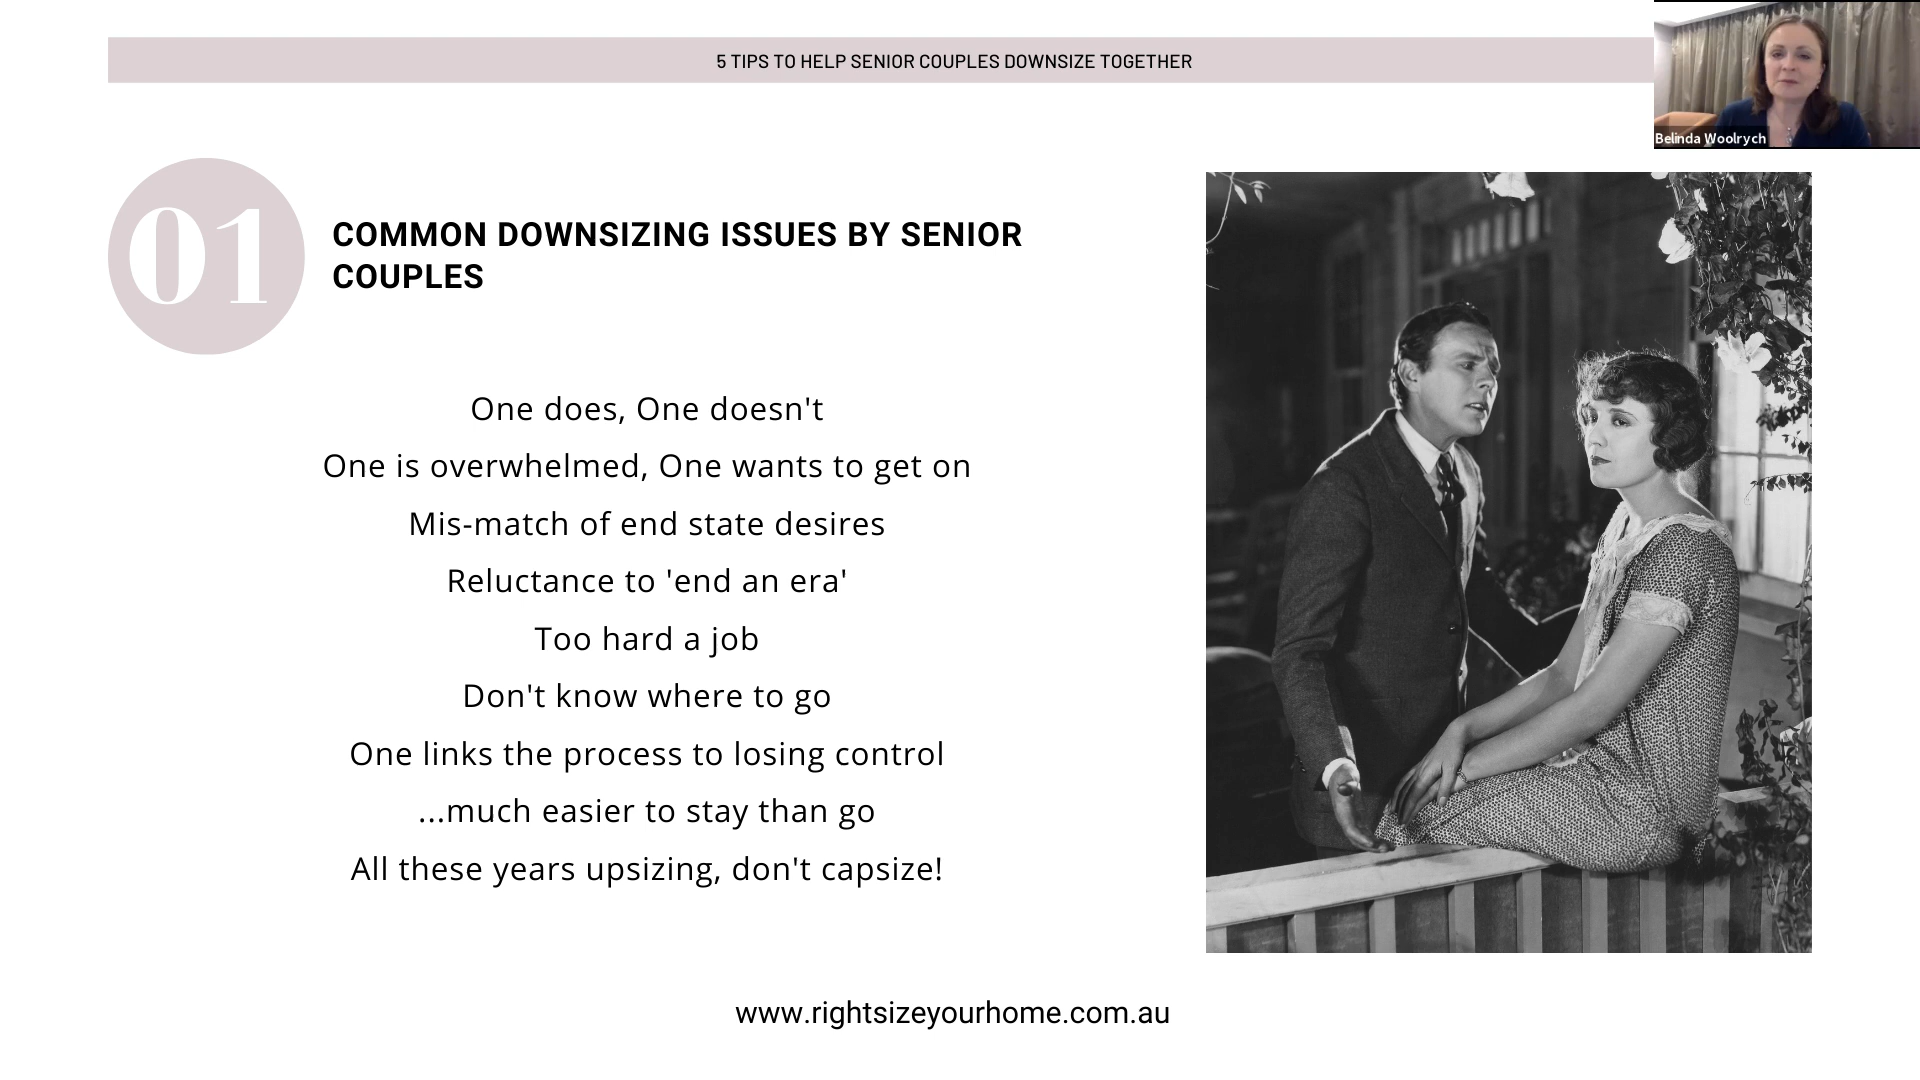 5 TIPS TO HELP SENIOR COUPLES DOWNSIZE TOGETHER
Belinda Woolrych
01
COMMON DOWNSIZING ISSUES BY SENIOR
COUPLES
One does, One doesn't
One is overwhelmed, One wants to get on
Mis-match of end state desires
Reluctance to 'end an era'
Too hard a job
Don't know where to go
One links the process to losing control
...much easier to stay than go
All these years upsizing, don't capsize!
www.rightsizeyourhome.com.au